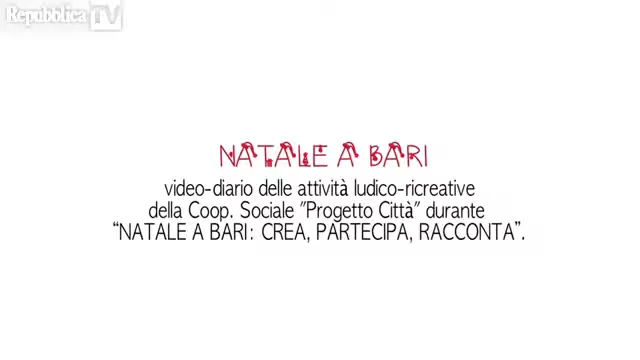 Repubblica TV
NATALE A BARI
video-diario delle attività ludico-ricreative
della Coop. Sociale "Progetto Città" durante
“NATALE A BARI: CREA, PARTECIPA, RACCONTA”.